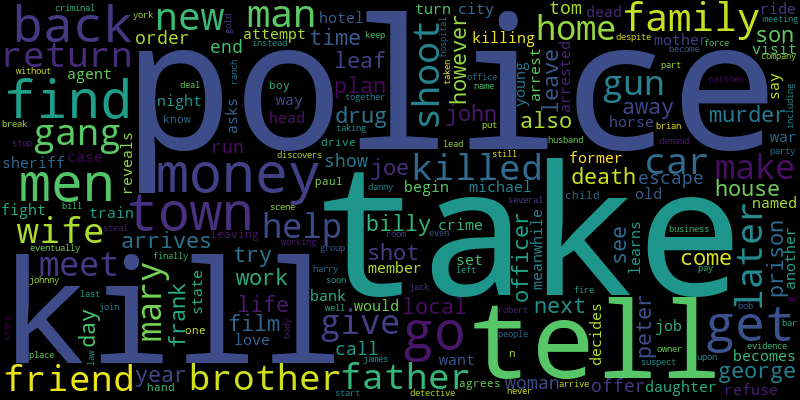 criminal
back
new
york
man
hotel
turn
city
family
tom
dead
ride
meeting
order
end
attempt
killing
home
son
mother
visit
return
time
leaf
police
shoot
however
young
leave
arrest
arrested
despite
force
become
company
gold
instead
keep
hospital
without
agent
boy
asks
plan
find
deal
ranch
together
taken
office
name
part
partner
say
night
way
drug
john
also
gun
away
murder
know
head
put
horse
brian
and
war
including
break
gang
reveals
run
drive
taking
lead
still
husband
party
stop
case
discovers
sheriff
men
money
show
joe
killed
car
make
former
death
escape
fight
train
paul
begin
michael
danny
several
child
old
house
named
bill
steal
town
scene
billy
crime
officer
meanwhile
see
learns
later
prison
another
wife
leaving
help
shot
member
set
room
even
left
take
come
business
pay
eventually
arrives
working
group
meet
finally
try
harry
soon
work
state
bank
well
would
jack
fire
johnny
mary
frank
life
local
next
get
bob
mr
bar
last
join
day
film
one
love
give
go
robert
people
tell
decides
peter
job
owner
evidence
story
kill
law
body
call
james
want
n
suspect
upon
becomes
george
place
friend
year
hand
brother
father
start
agrees
detective
woman
never
arrive
offer
daughter
refuse